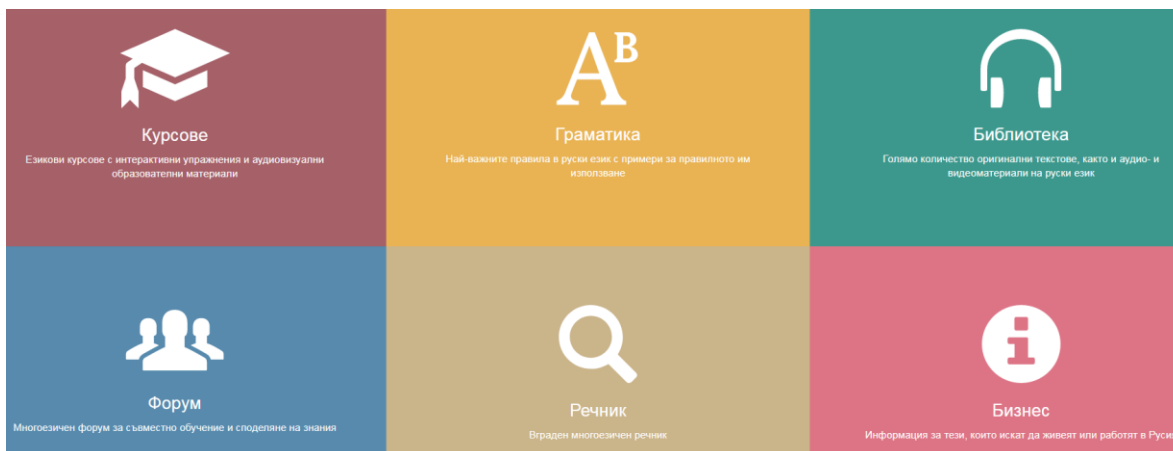 Курсове
Езикови курсове с интерактивни упражнения и аудиовизуални
образователни материали
AB
Граматика
Най-важните правила в руски език с примери за правилното им
използване
Библиотека
Голямо количество оригинални текстове, както и аудио- и
видеоматериали на руски език
Форум
Многоезичен форум за съвместно обучение и споделяне на знания
Речник
Вграден многоезичен речник
Бизнес
Информация за тези, които искат да живеят или работят в